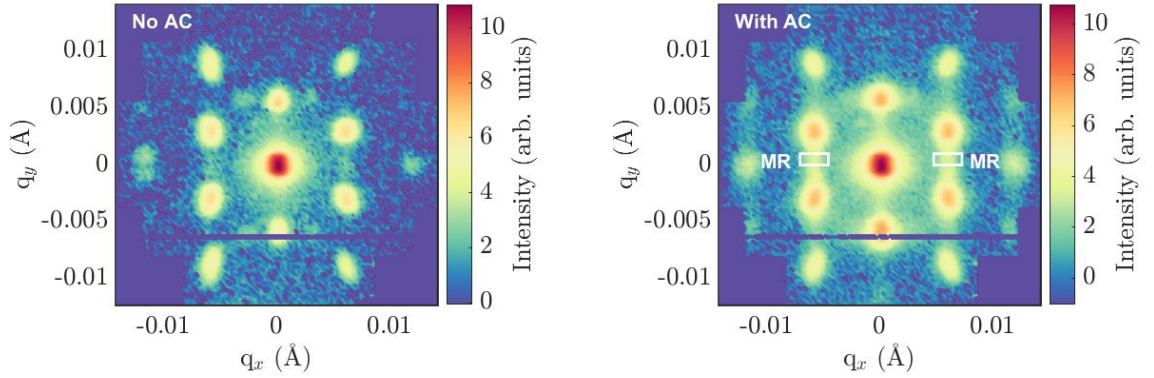 No AC
0.01
0.005
0
-0.005
-0.01
q_y (Å)
-0.01
0
0.01
q_x (Å)
10
8
6
4
2
0
Intensity (arb. units)
With AC
MR
MR
0.01
0.005
0
-0.005
-0.01
q_y (Å)
-0.01
0
0.01
q_x (Å)
10
8
6
4
2
0
Intensity (arb. units)